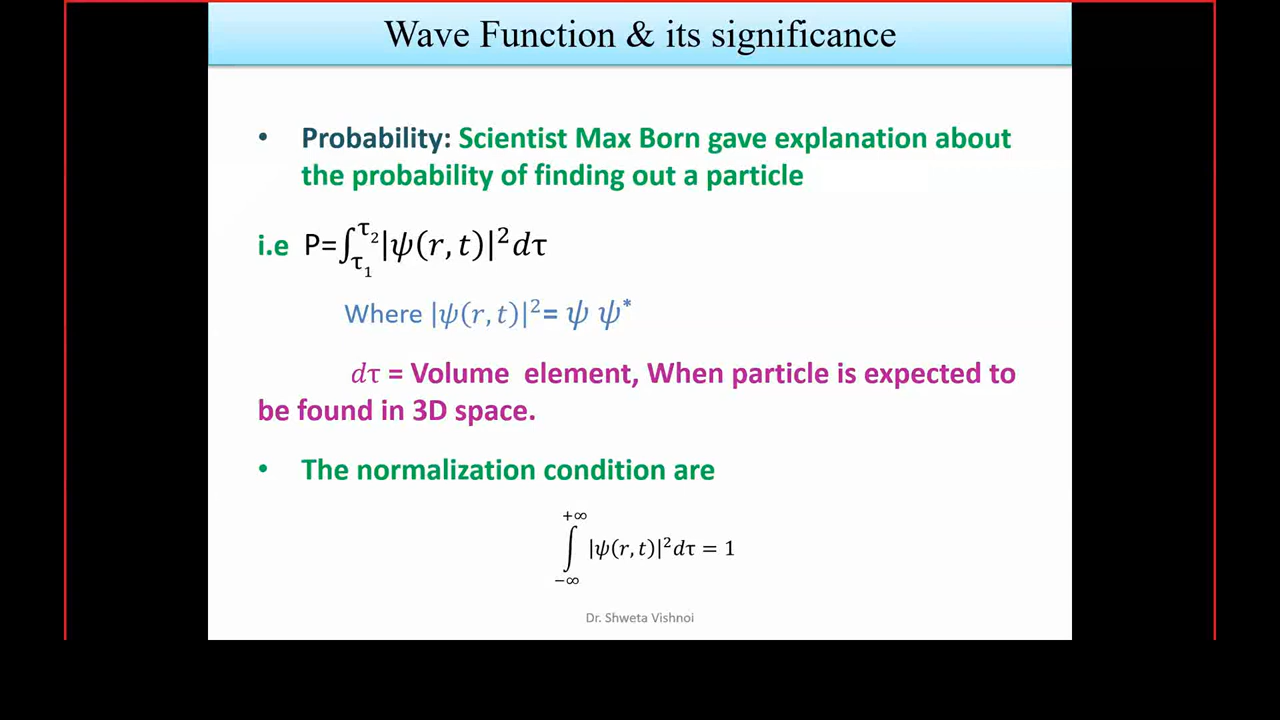 Wave Function & its significance
• Probability: Scientist Max Born gave explanation about
the probability of finding out a particle
i.e P=∫τ₁τ₂|ψ(r, t)|²dτ
Where |ψ(r, t)|²= ψ ψ*
dτ = Volume element, When particle is expected to
be found in 3D space.
• The normalization condition are
+∞
∫ |ψ(r, t)|²dτ = 1
−∞
Dr. Shweta Vishnoi